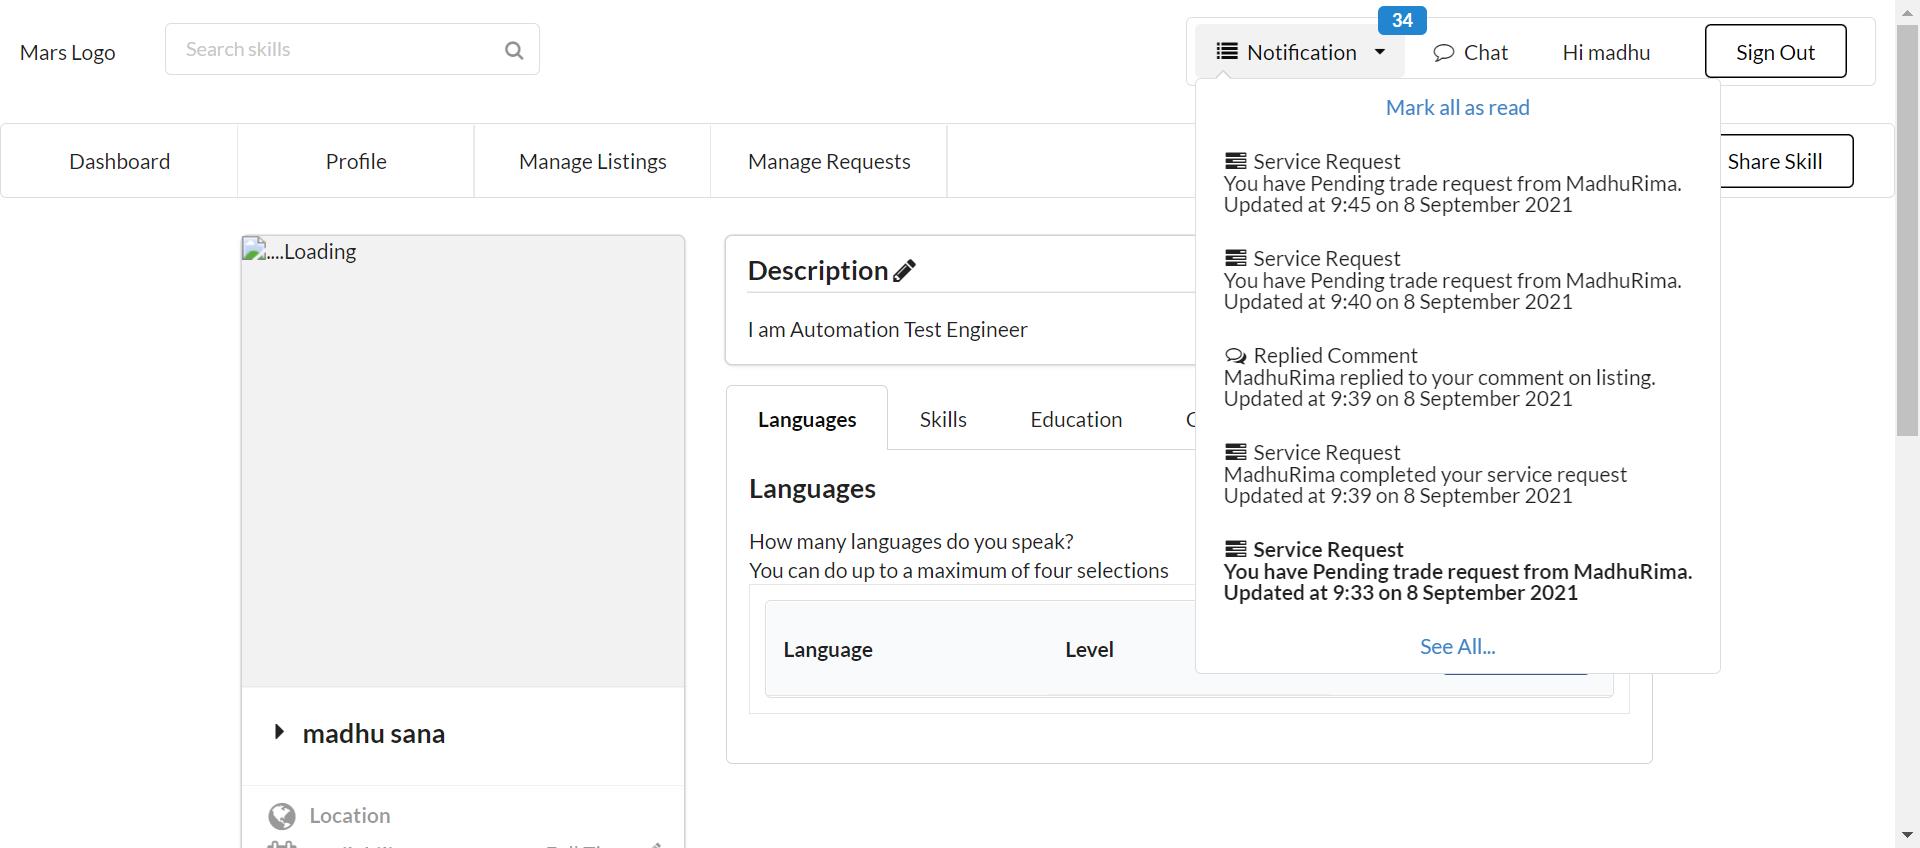 Mars Logo
Search skills
34
Notification
Chat
Hi madhu
Sign Out
Mark all as read
Dashboard
Profile
Manage Listings
Manage Requests
Share Skill
Service Request
You have Pending trade request from MadhuRima.
Updated at 9:45 on 8 September 2021
Service Request
You have Pending trade request from MadhuRima.
Updated at 9:40 on 8 September 2021
Replied Comment
MadhuRima replied to your comment on listing.
Updated at 9:39 on 8 September 2021
Service Request
MadhuRima completed your service request
Updated at 9:39 on 8 September 2021
Service Request
You have Pending trade request from MadhuRima.
Updated at 9:33 on 8 September 2021
See All...
....Loading
madhu sana
Location
Description
I am Automation Test Engineer
Languages
Skills
Education
Languages
How many languages do you speak?
You can do up to a maximum of four selections
Language
Level